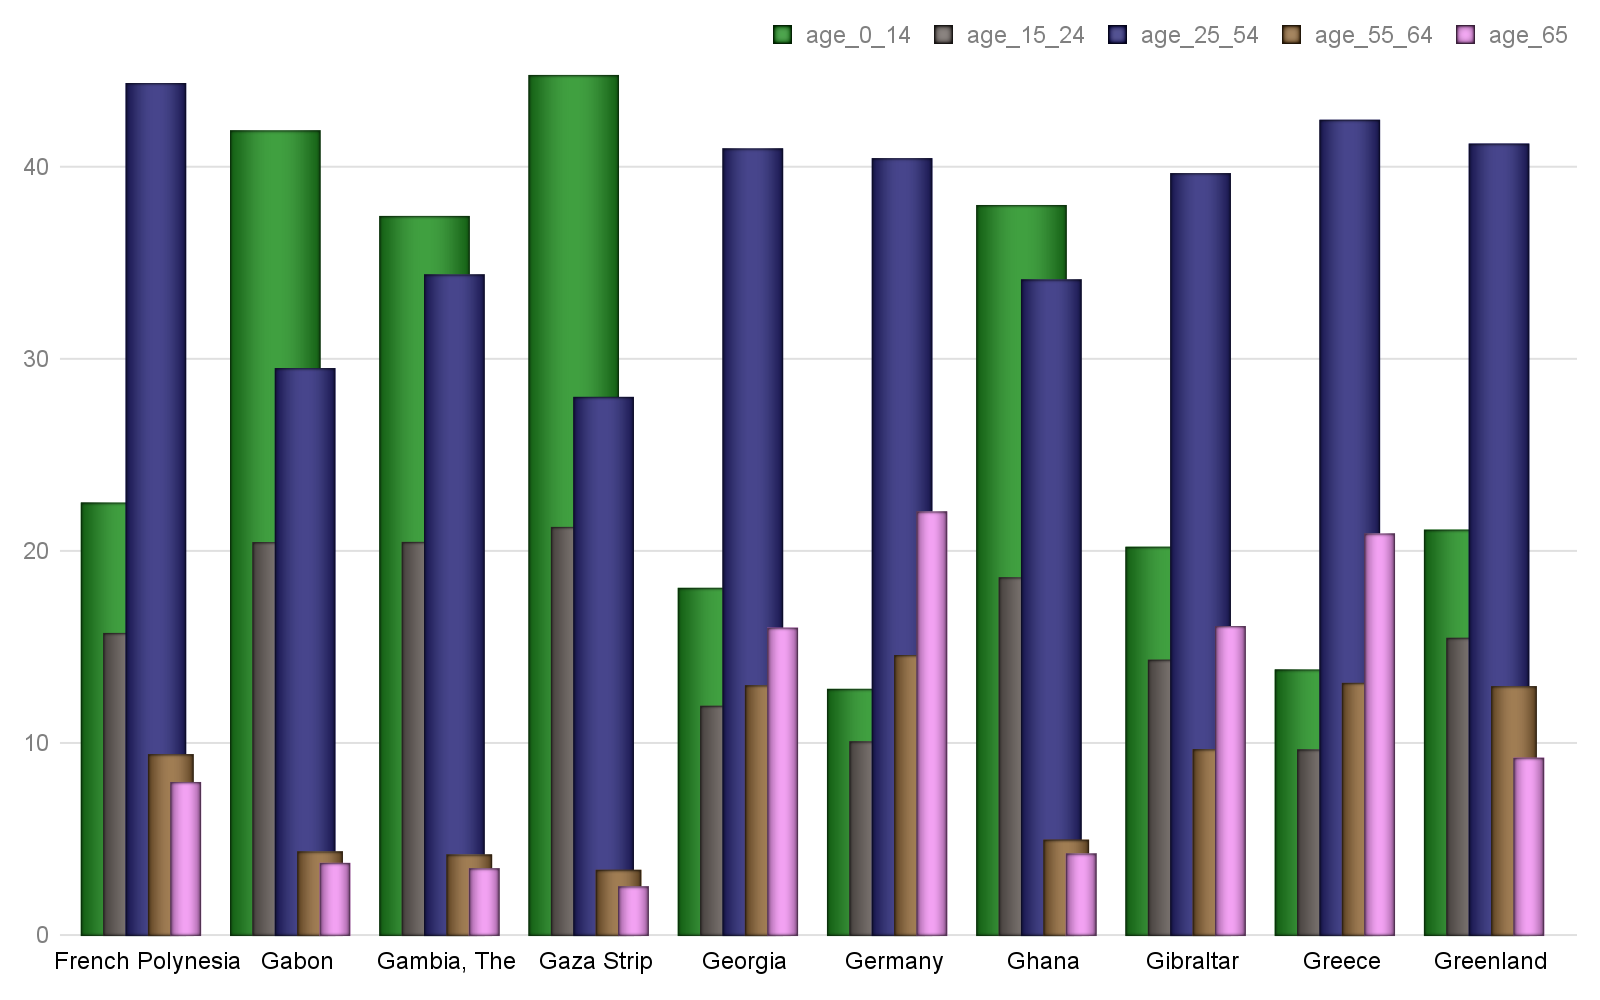 age_0_14 age_15_24 age_25_54 age_55_64 age_65
40
30
20
10
0
French Polynesia Gabon Gambia, The Gaza Strip Georgia Germany Ghana Gibraltar Greece Greenland